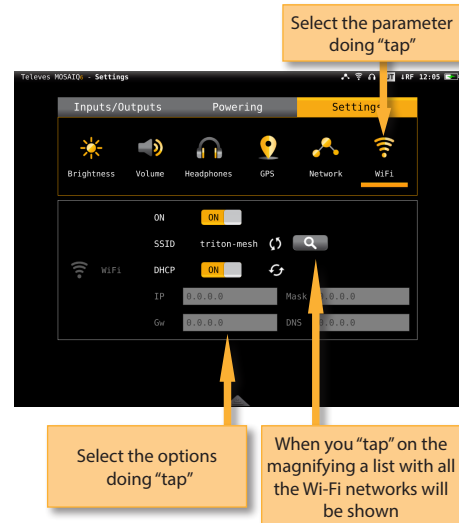 Select the parameter
doing “tap”
Televes MOSAIQ6 - Settings
↓RF 12:05
Inputs/Outputs Powering Settings
Brightness Volume Headphones GPS Network WiFi
ON ON
SSID triton-mesh
WiFi DHCP ON
IP 0.0.0.0 Mask 0.0.0.0
Gw 0.0.0.0 DNS 0.0.0.0
Select the options
doing “tap”
When you “tap” on the
magnifying a list with all
the Wi-Fi networks will
be shown